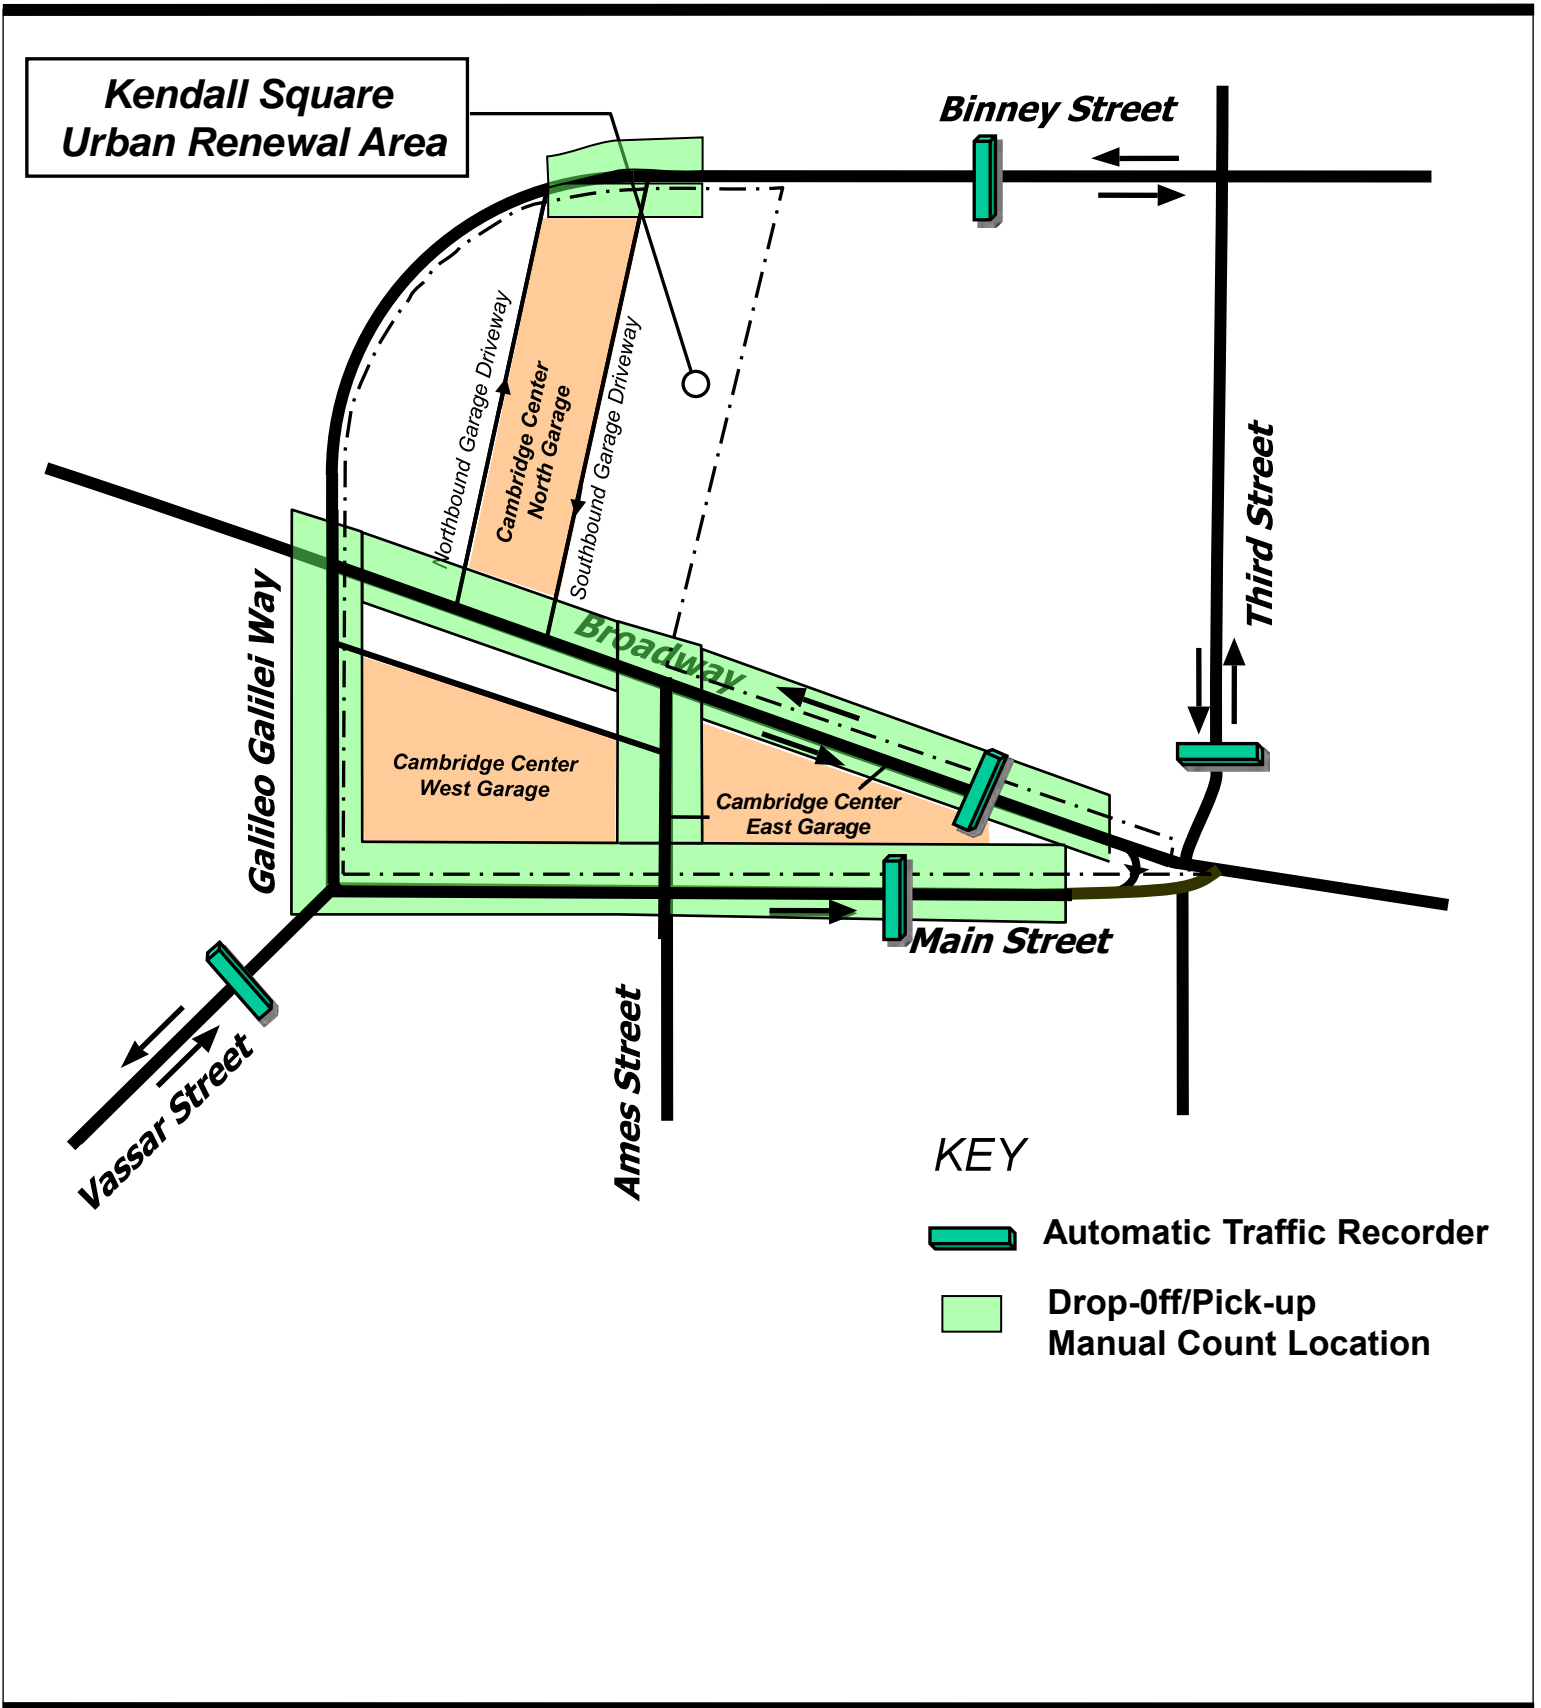 Kendall Square
Urban Renewal Area
Binney Street
Northbound Garage Driveway
Cambridge Center
North Garage
Southbound Garage Driveway
Third Street
Galileo Galilei Way
Broadway
Cambridge Center
West Garage
Cambridge Center
East Garage
Main Street
Vassar Street
Ames Street
KEY
Automatic Traffic Recorder
Drop-0ff/Pick-up
Manual Count Location